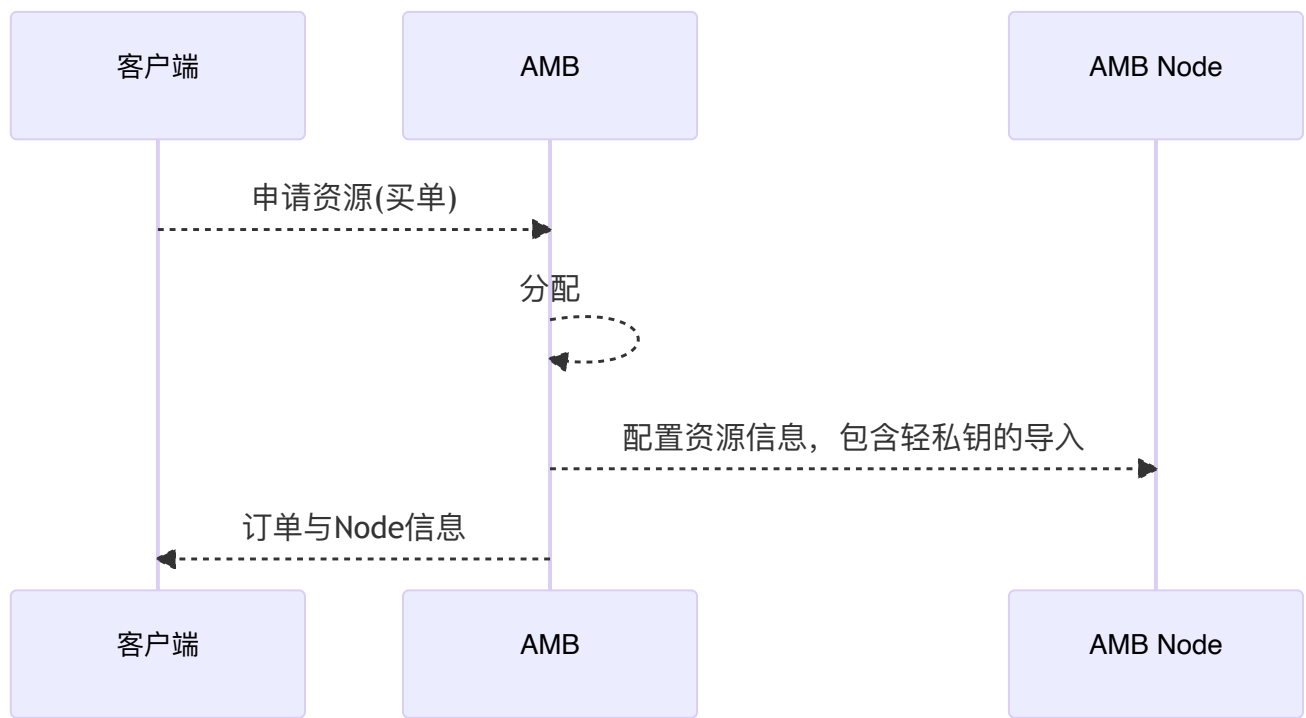 客户端
AMB
AMB Node
申请资源(买单)
分配
配置资源信息，包含轻私钥的导入
订单与Node信息
客户端
AMB
AMB Node